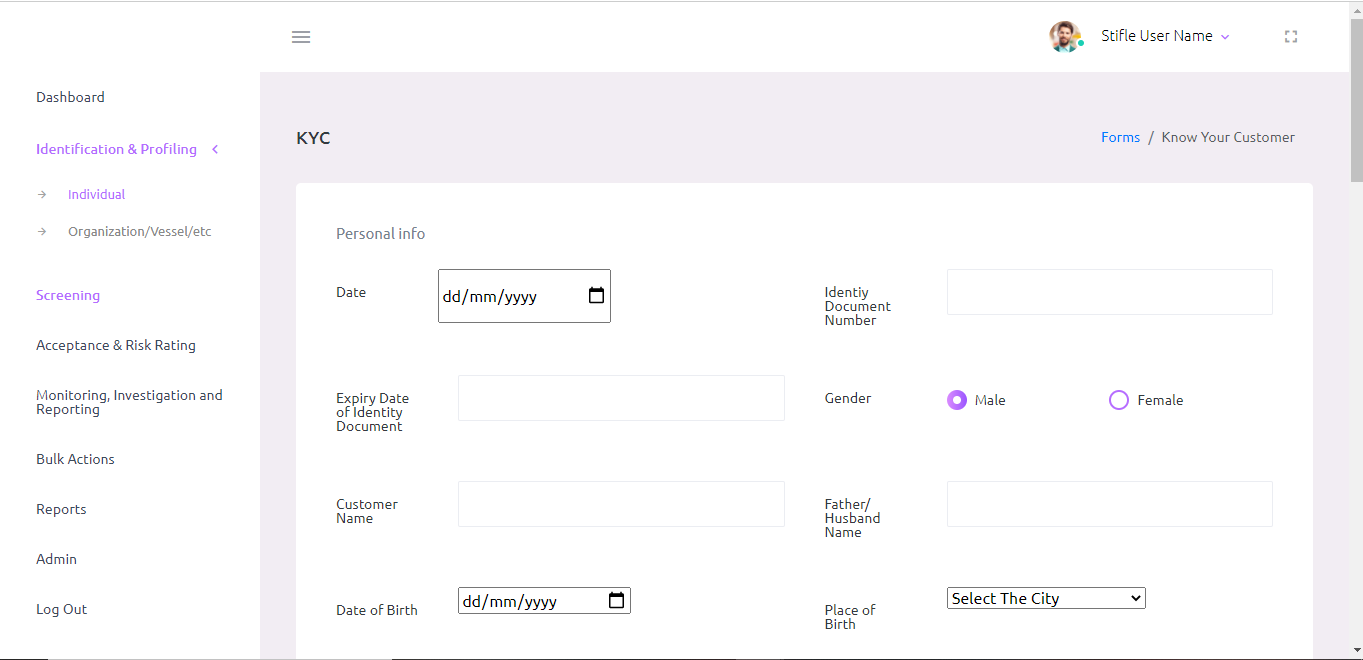 Stifle User Name
Dashboard
Identification & Profiling
Individual
Organization/Vessel/etc
Screening
Acceptance & Risk Rating
Monitoring, Investigation and
Reporting
Bulk Actions
Reports
Admin
Log Out
KYC
Forms / Know Your Customer
Personal info
Date
dd/mm/yyyy
Identiy
Document
Number
Expiry Date
of Identity
Document
Gender
Male
Female
Customer
Name
Father/
Husband
Name
Date of Birth
dd/mm/yyyy
Place of
Birth
Select The City